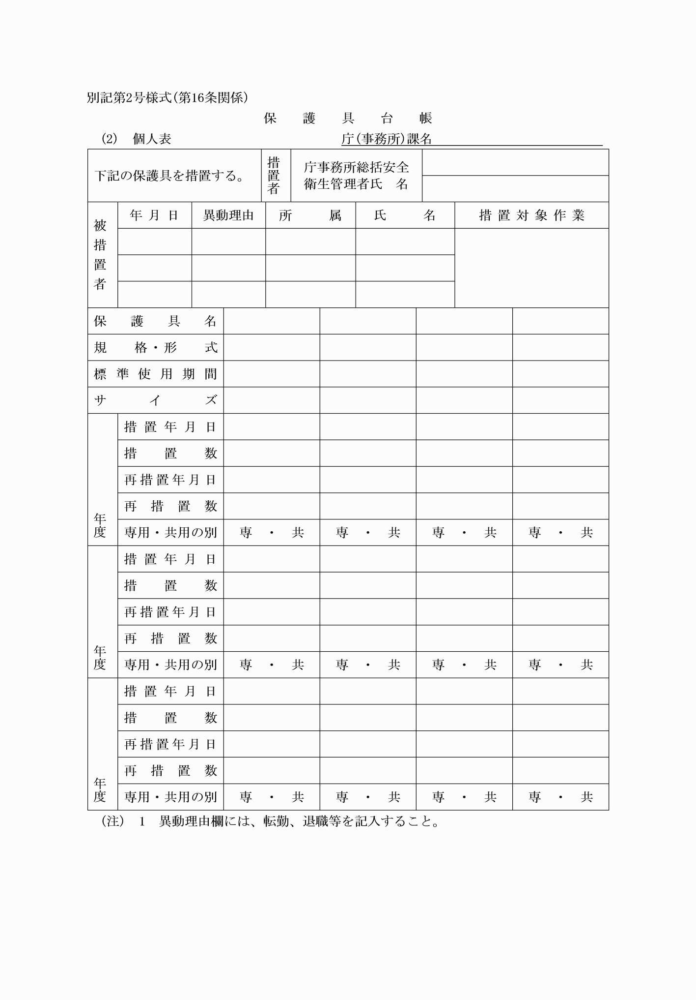 別記第2号様式(第16条関係)
保護具台帳
(2) 個人表 庁(事務所)課名
下記の保護具を措置する。 措置者 庁事務所総括安全
衛生管理者氏 名
被措置者 年月日 異動理由 所属 氏名 措置対象作業
保護具名
規格・形式
標準使用期間
サイズ
年度 措置年月日
措置数
再措置年月日
再措置数
専用・共用の別 専・共 専・共 専・共 専・共
年度 措置年月日
措置数
再措置年月日
再措置数
専用・共用の別 専・共 専・共 専・共 専・共
年度 措置年月日
措置数
再措置年月日
再措置数
専用・共用の別 専・共 専・共 専・共 専・共
(注) 1 異動理由欄には、転勤、退職等を記入すること。